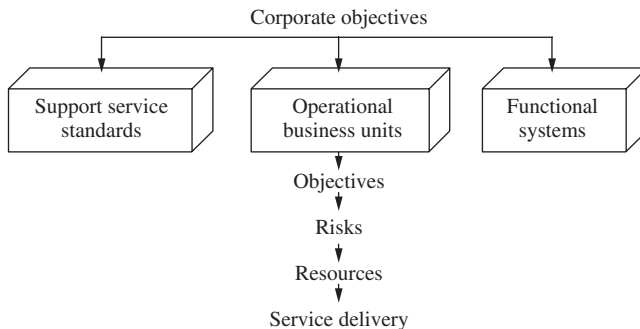 Corporate objectives
Support service
standards
Operational
business units
Functional
systems
Objectives
Risks
Resources
Service delivery